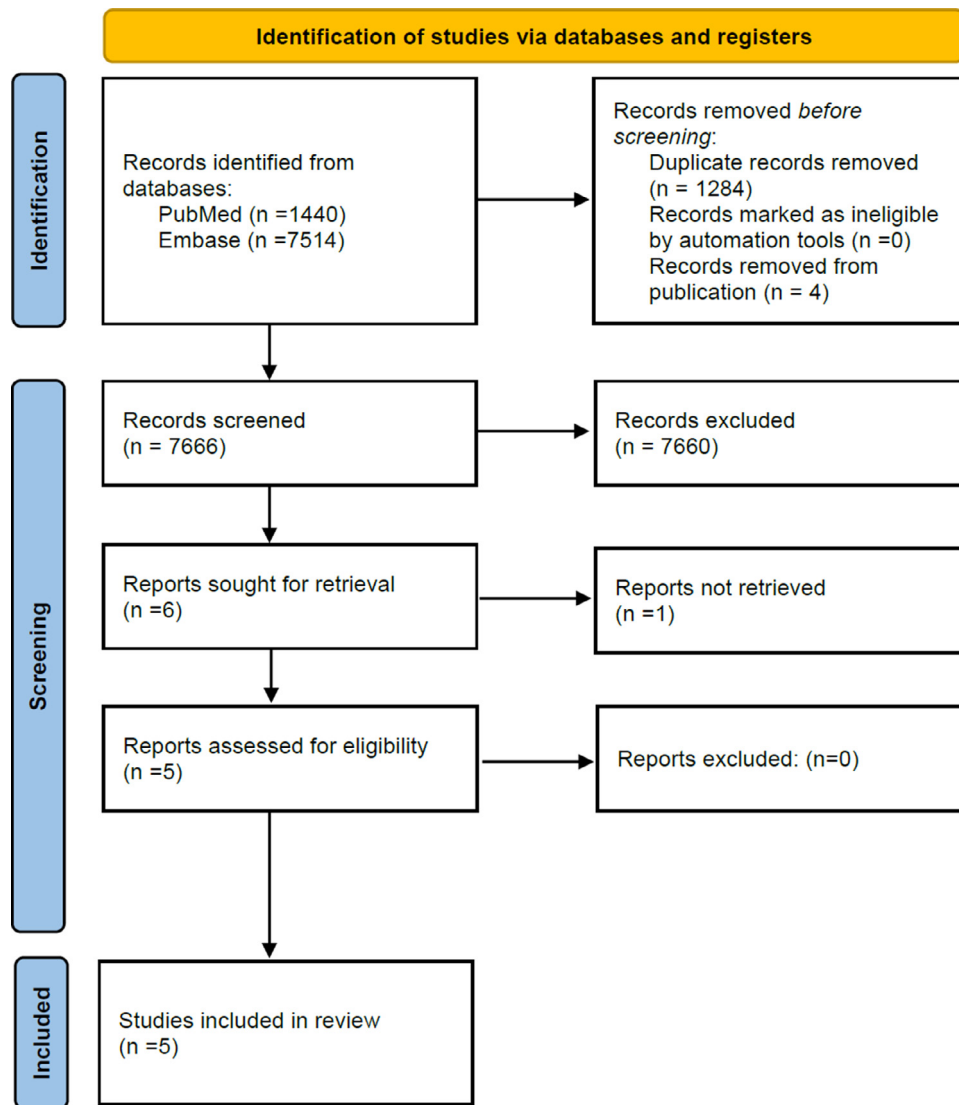 Identification of studies via databases and registers
Identification
Records identified from
databases:
PubMed (n =1440)
Embase (n =7514)
Records removed before
screening:
Duplicate records removed
(n = 1284)
Records marked as ineligible
by automation tools (n =0)
Records removed from
publication (n = 4)
Screening
Records screened
(n = 7666)
Records excluded
(n = 7660)
Reports sought for retrieval
(n =6)
Reports not retrieved
(n =1)
Reports assessed for eligibility
(n =5)
Reports excluded: (n=0)
Included
Studies included in review
(n =5)